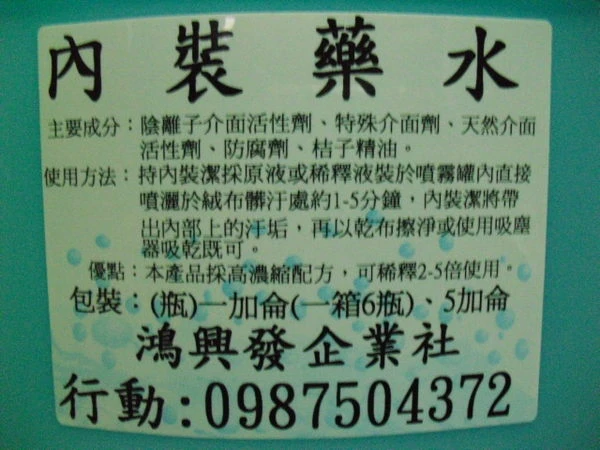 內裝藥水
主要成分：陰離子介面活性劑、特殊介面劑、天然介面
活性劑、防腐劑、桔子精油。
使用方法：持內裝潔採原液或稀釋液裝於噴霧罐內直接
噴灑於絨布髒汙處約1-5分鐘，內裝潔將帶
出內部上的汙垢，再以乾布擦淨或使用吸塵
器吸乾既可。
優點：本產品採高濃縮配方，可稀釋2-5倍使用。
包裝：(瓶)一加侖(一箱6瓶)、5加侖
鴻興發企業社
行動:0987504372